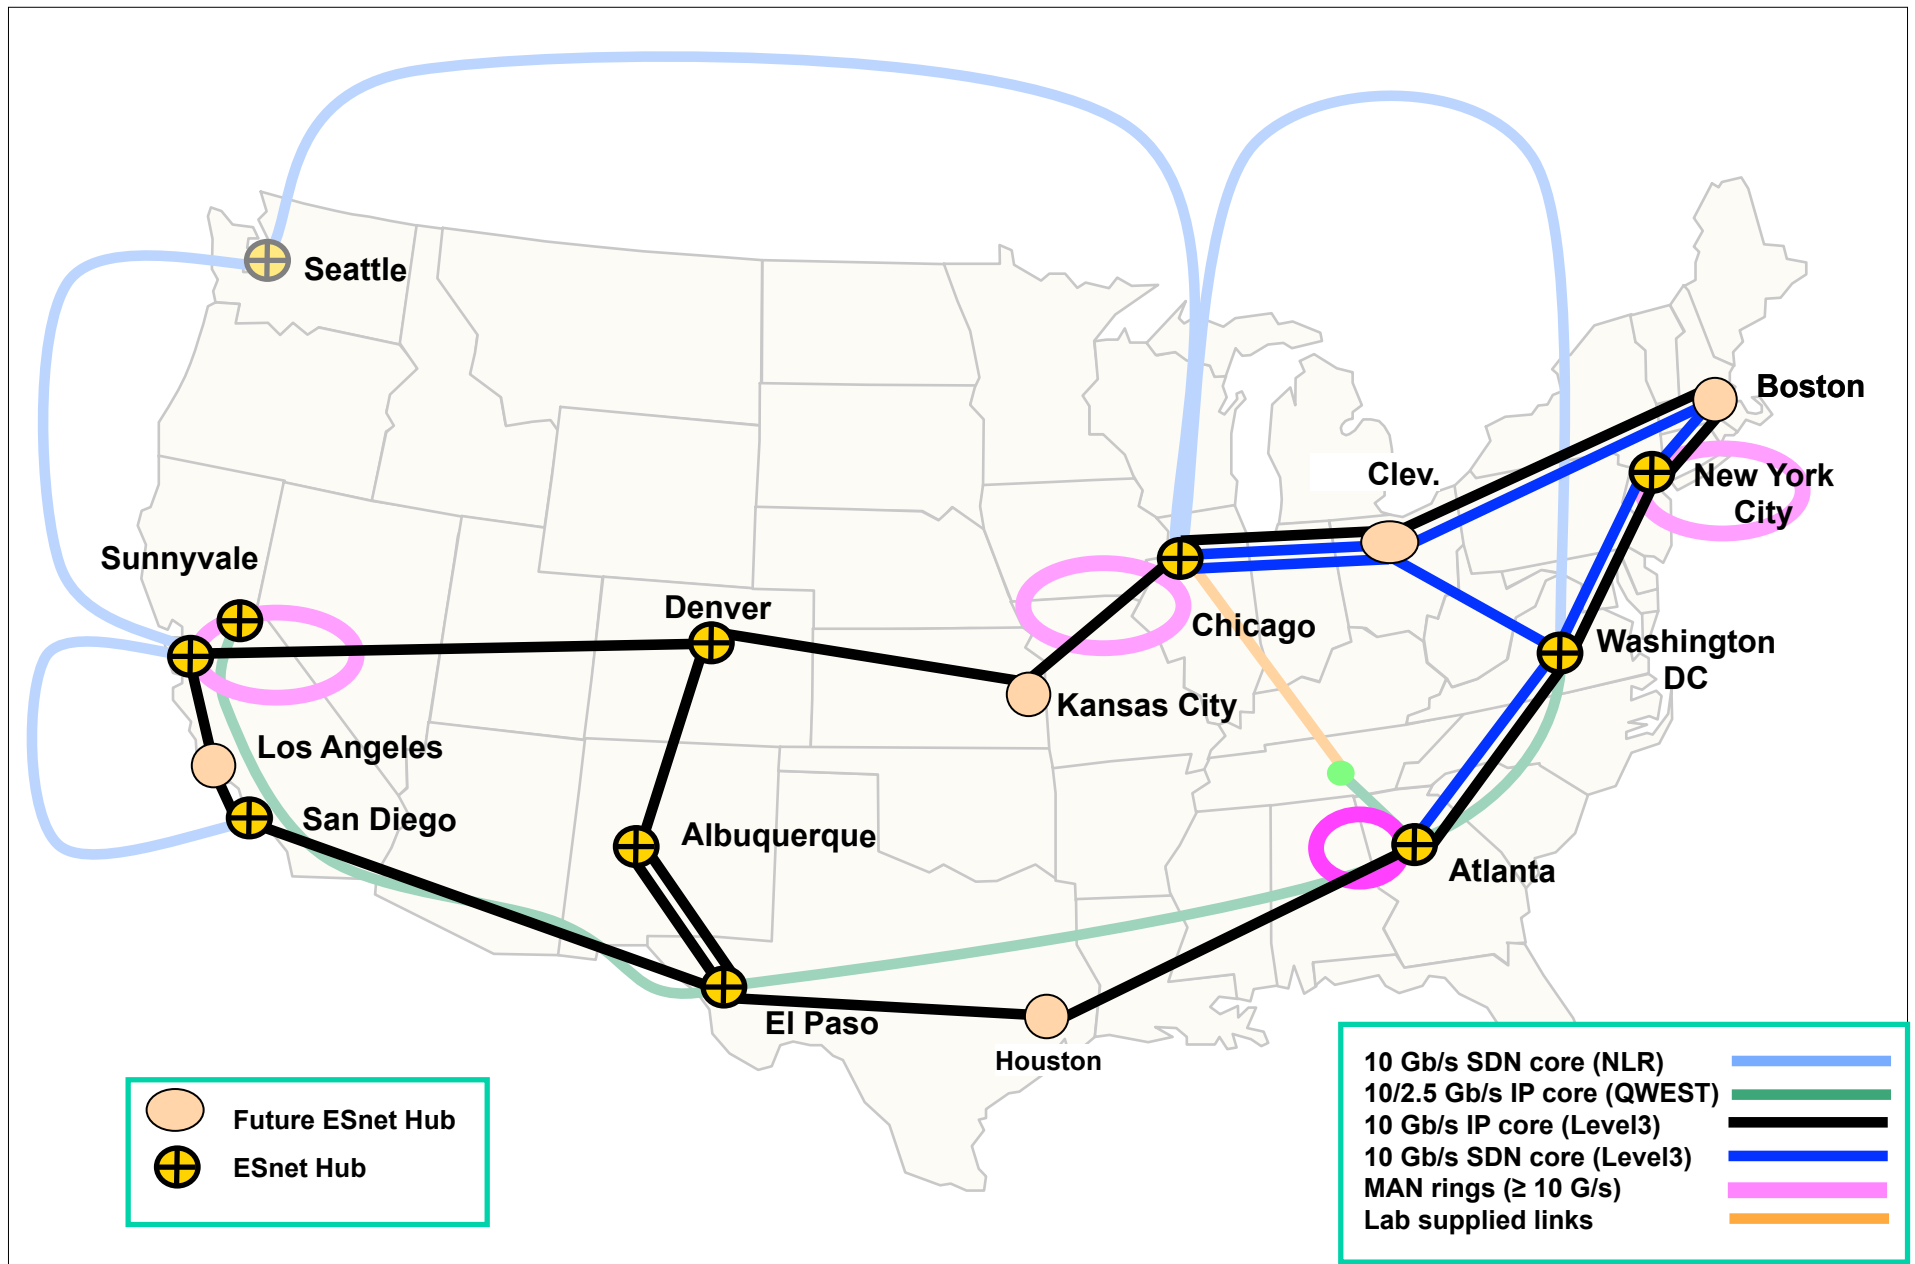 Seattle
Boston
Clev.
New York
City
Sunnyvale
Denver
Chicago
Washington
DC
Kansas City
Los Angeles
San Diego
Albuquerque
Atlanta
El Paso
Houston
10 Gb/s SDN core (NLR)
10/2.5 Gb/s IP core (QWEST)
10 Gb/s IP core (Level3)
10 Gb/s SDN core (Level3)
MAN rings (≥ 10 G/s)
Lab supplied links
Future ESnet Hub
ESnet Hub